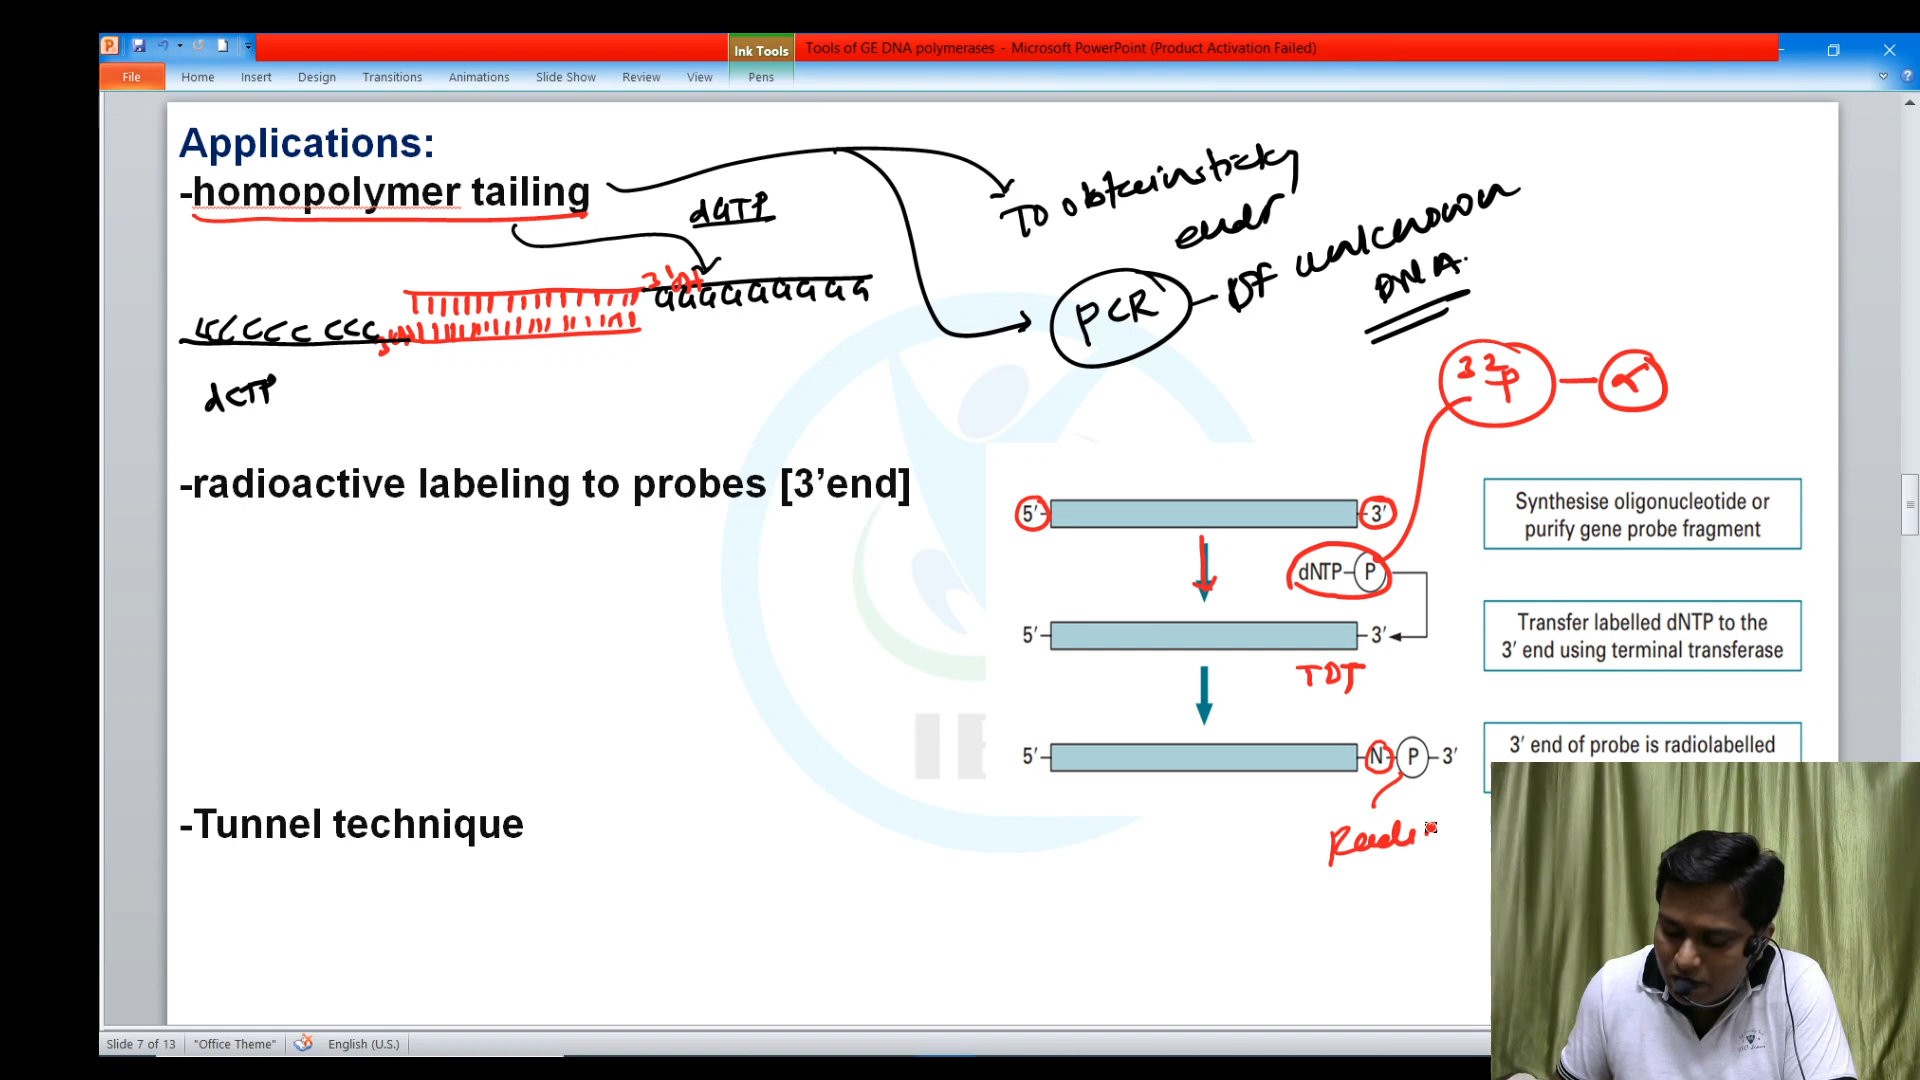 Ink Tools
Tools of GE DNA polymerases - Microsoft PowerPoint (Product Activation Failed)
File Home Insert Design Transitions Animations Slide Show Review View Pens
Applications:
-homopolymer tailing
dGTP
To obtain sticky
ends
3'OH
GGGGGGGG
PCR - Of unknown
DNA.
CCC CCC
dCTP
32P - α
-radioactive labeling to probes [3’end]
5' 3'
Synthesise oligonucleotide or
purify gene probe fragment
dNTP P
5' 3'
Transfer labelled dNTP to the
3' end using terminal transferase
TDT
5' N P 3'
3' end of probe is radiolabelled
-Tunnel technique
Radi
Slide 7 of 13 "Office Theme" English (U.S.)